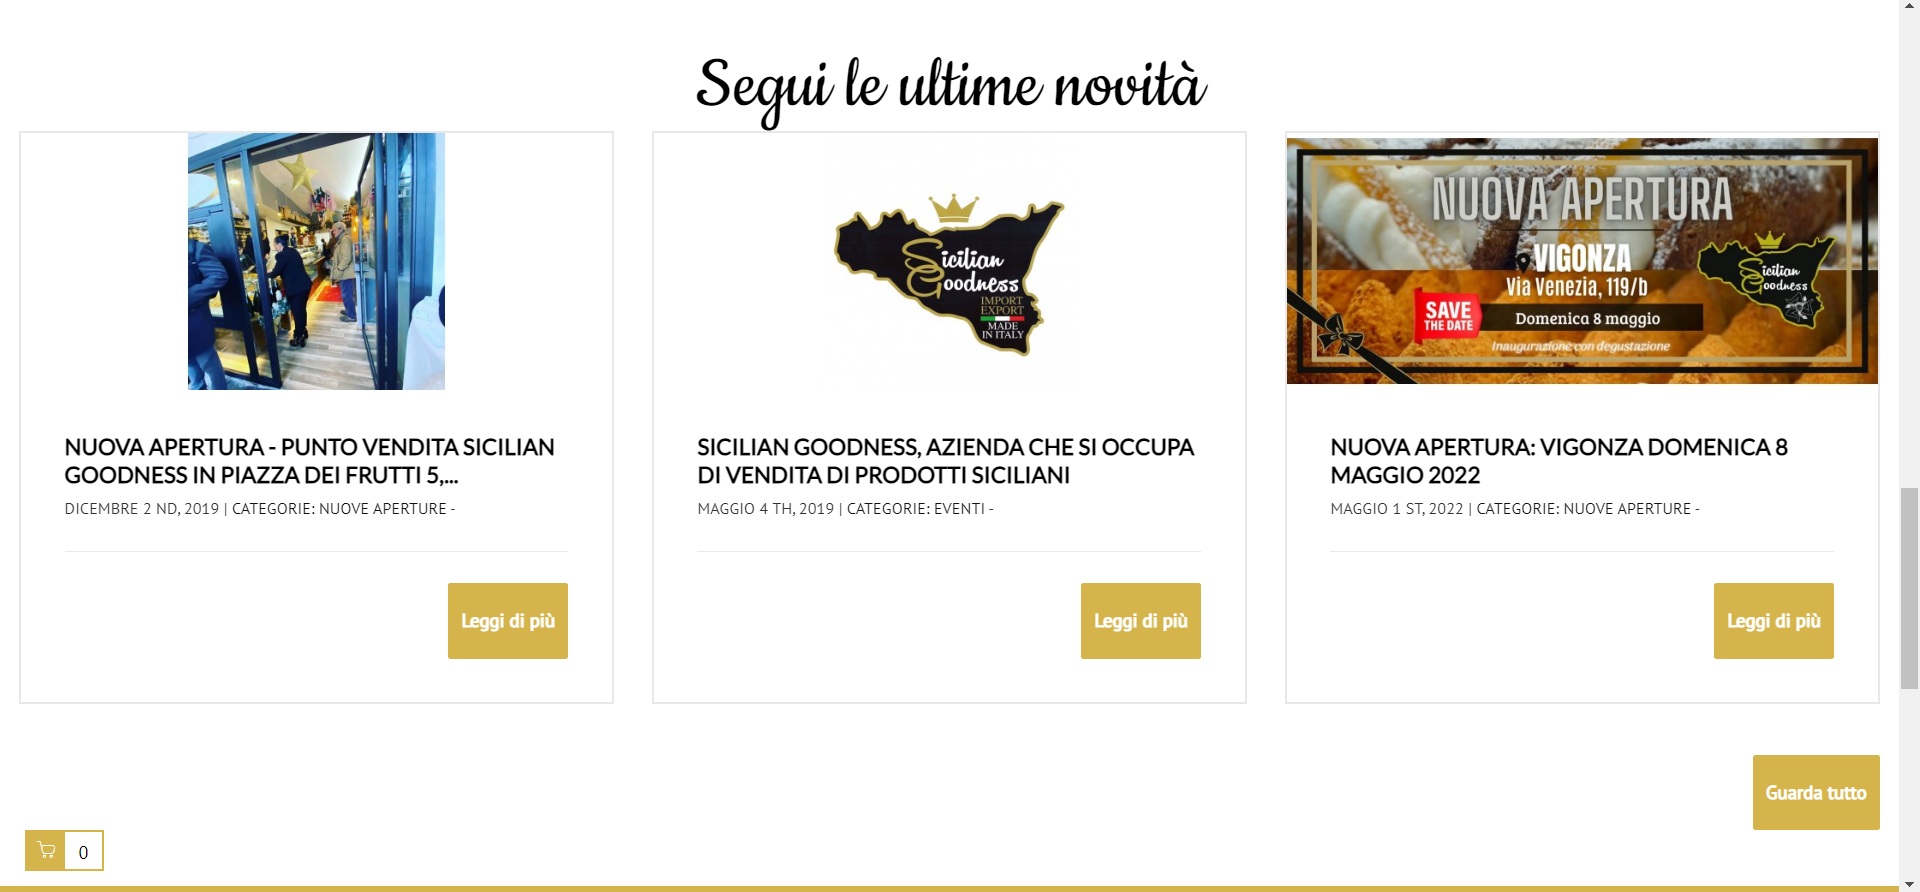 Segui le ultime novità
Sicilian
Goodness
IMPORT
EXPORT
MADE
IN ITALY
NUOVA APERTURA
VIGONZA
Via Venezia, 119/b
SAVE
THE DATE
Domenica 8 maggio
Inaugurazione con degustazione
Sicilian
Goodness
NUOVA APERTURA - PUNTO VENDITA SICILIAN
GOODNESS IN PIAZZA DEI FRUTTI 5,...
DICEMBRE 2 ND, 2019 | CATEGORIE: NUOVE APERTURE -
Leggi di più
SICILIAN GOODNESS, AZIENDA CHE SI OCCUPA
DI VENDITA DI PRODOTTI SICILIANI
MAGGIO 4 TH, 2019 | CATEGORIE: EVENTI -
Leggi di più
NUOVA APERTURA: VIGONZA DOMENICA 8
MAGGIO 2022
MAGGIO 1 ST, 2022 | CATEGORIE: NUOVE APERTURE -
Leggi di più
Guarda tutto
0